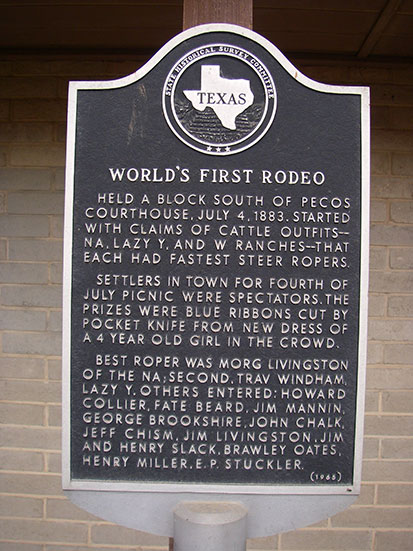 STATE HISTORICAL SURVEY COMMITTEE
TEXAS
WORLD'S FIRST RODEO
HELD A BLOCK SOUTH OF PECOS
COURTHOUSE, JULY 4, 1883. STARTED
WITH CLAIMS OF CATTLE OUTFITS--
NA, LAZY Y, AND W RANCHES--THAT
EACH HAD FASTEST STEER ROPERS.
SETTLERS IN TOWN FOR FOURTH OF
JULY PICNIC WERE SPECTATORS. THE
PRIZES WERE BLUE RIBBONS CUT BY
POCKET KNIFE FROM NEW DRESS OF
A 4 YEAR OLD GIRL IN THE CROWD.
BEST ROPER WAS MORG LIVINGSTON
OF THE NA; SECOND, TRAV WINDHAM,
LAZY Y. OTHERS ENTERED: HOWARD
COLLIER, FATE BEARD, JIM MANNIN,
GEORGE BROOKSHIRE, JOHN CHALK,
JEFF CHISM, JIM LIVINGSTON, JIM
AND HENRY SLACK, BRAWLEY OATES,
HENRY MILLER, E.P. STUCKLER.
(1966)